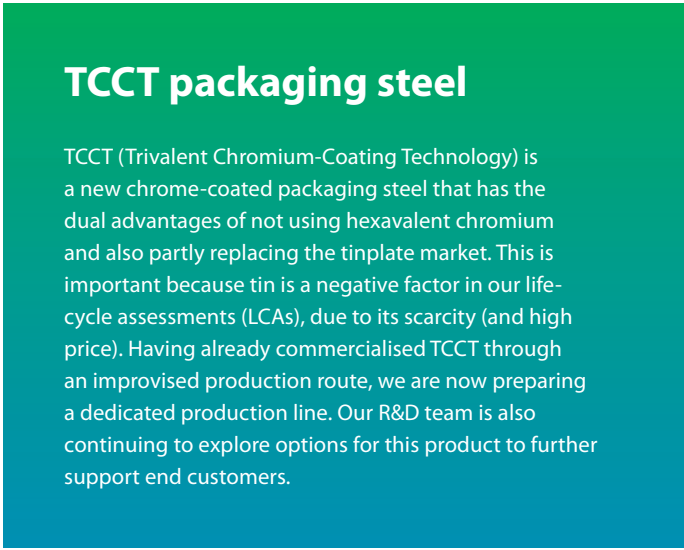 TCCT packaging steel
TCCT (Trivalent Chromium-Coating Technology) is
a new chrome-coated packaging steel that has the
dual advantages of not using hexavalent chromium
and also partly replacing the tinplate market. This is
important because tin is a negative factor in our life-
cycle assessments (LCAs), due to its scarcity (and high
price). Having already commercialised TCCT through
an improvised production route, we are now preparing
a dedicated production line. Our R&D team is also
continuing to explore options for this product to further
support end customers.